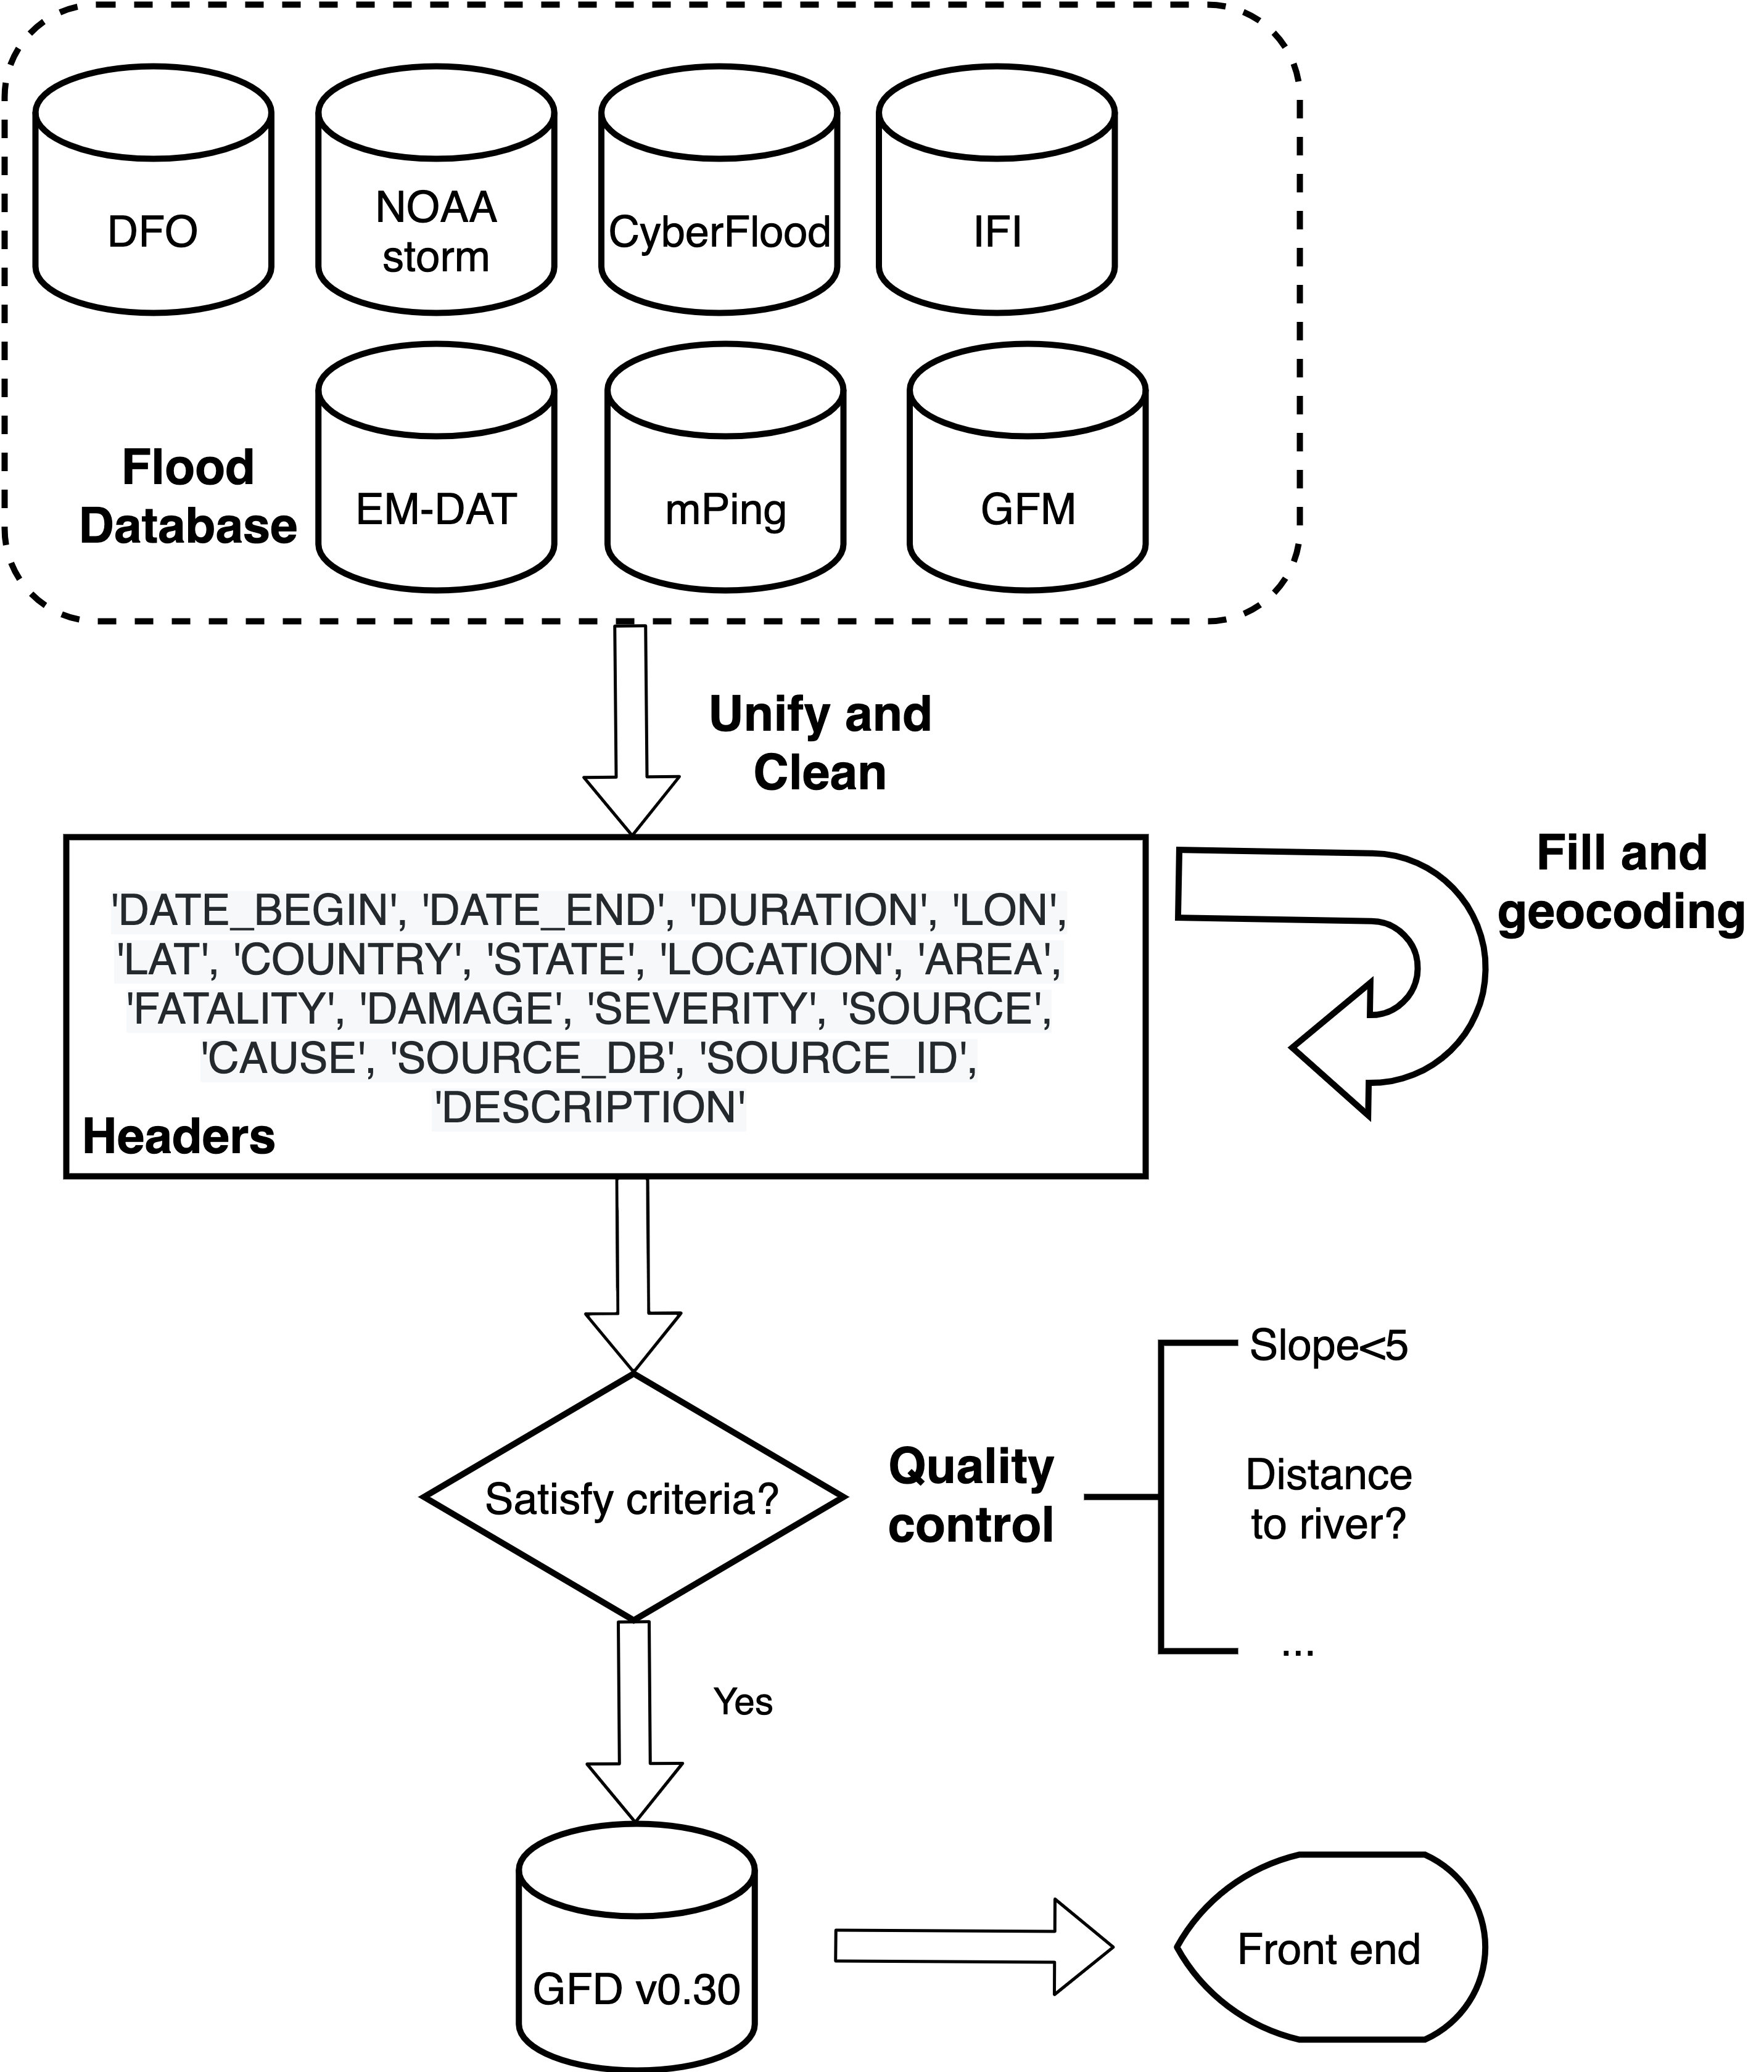 DFO
NOAA
storm
CyberFlood
IFI
Flood
Database
EM-DAT
mPing
GFM
Unify and
Clean
Fill and
geocoding
'DATE_BEGIN', 'DATE_END', 'DURATION', 'LON',
'LAT', 'COUNTRY', 'STATE', 'LOCATION', 'AREA',
'FATALITY', 'DAMAGE', 'SEVERITY', 'SOURCE',
'CAUSE', 'SOURCE_DB', 'SOURCE_ID',
'DESCRIPTION'
Headers
Satisfy criteria?
Quality
control
Slope<5
Distance
to river?
...
Yes
GFD v0.30
Front end